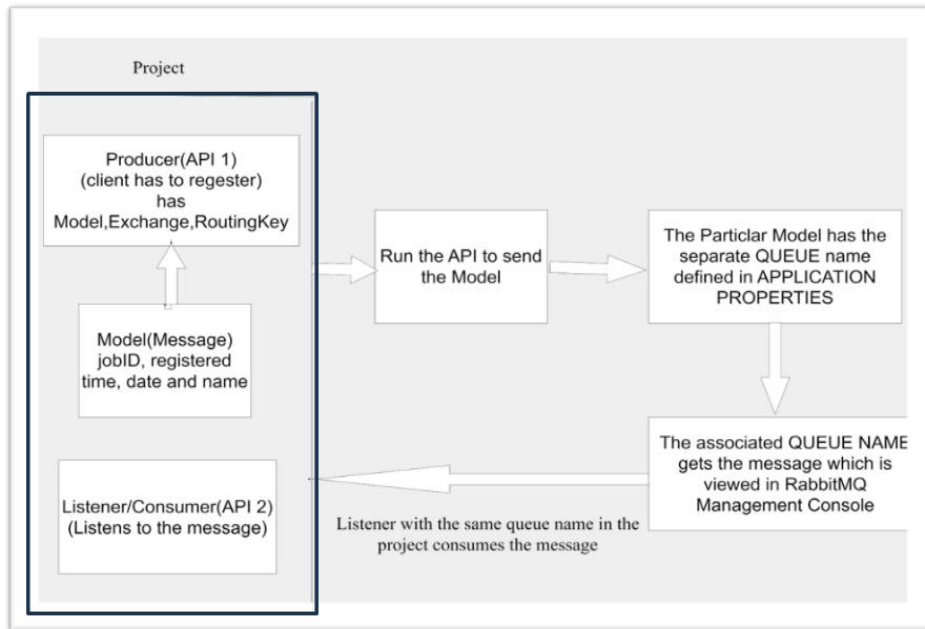 Project
Producer(API 1)
(client has to regester)
has
Model,Exchange,RoutingKey
Model(Message)
jobID, registered
time, date and name
Listener/Consumer(API 2)
(Listens to the message)
Run the API to send
the Model
The Particlar Model has the
separate QUEUE name
defined in APPLICATION
PROPERTIES
The associated QUEUE NAME
gets the message which is
viewed in RabbitMQ
Management Console
Listener with the same queue name in the
project consumes the message